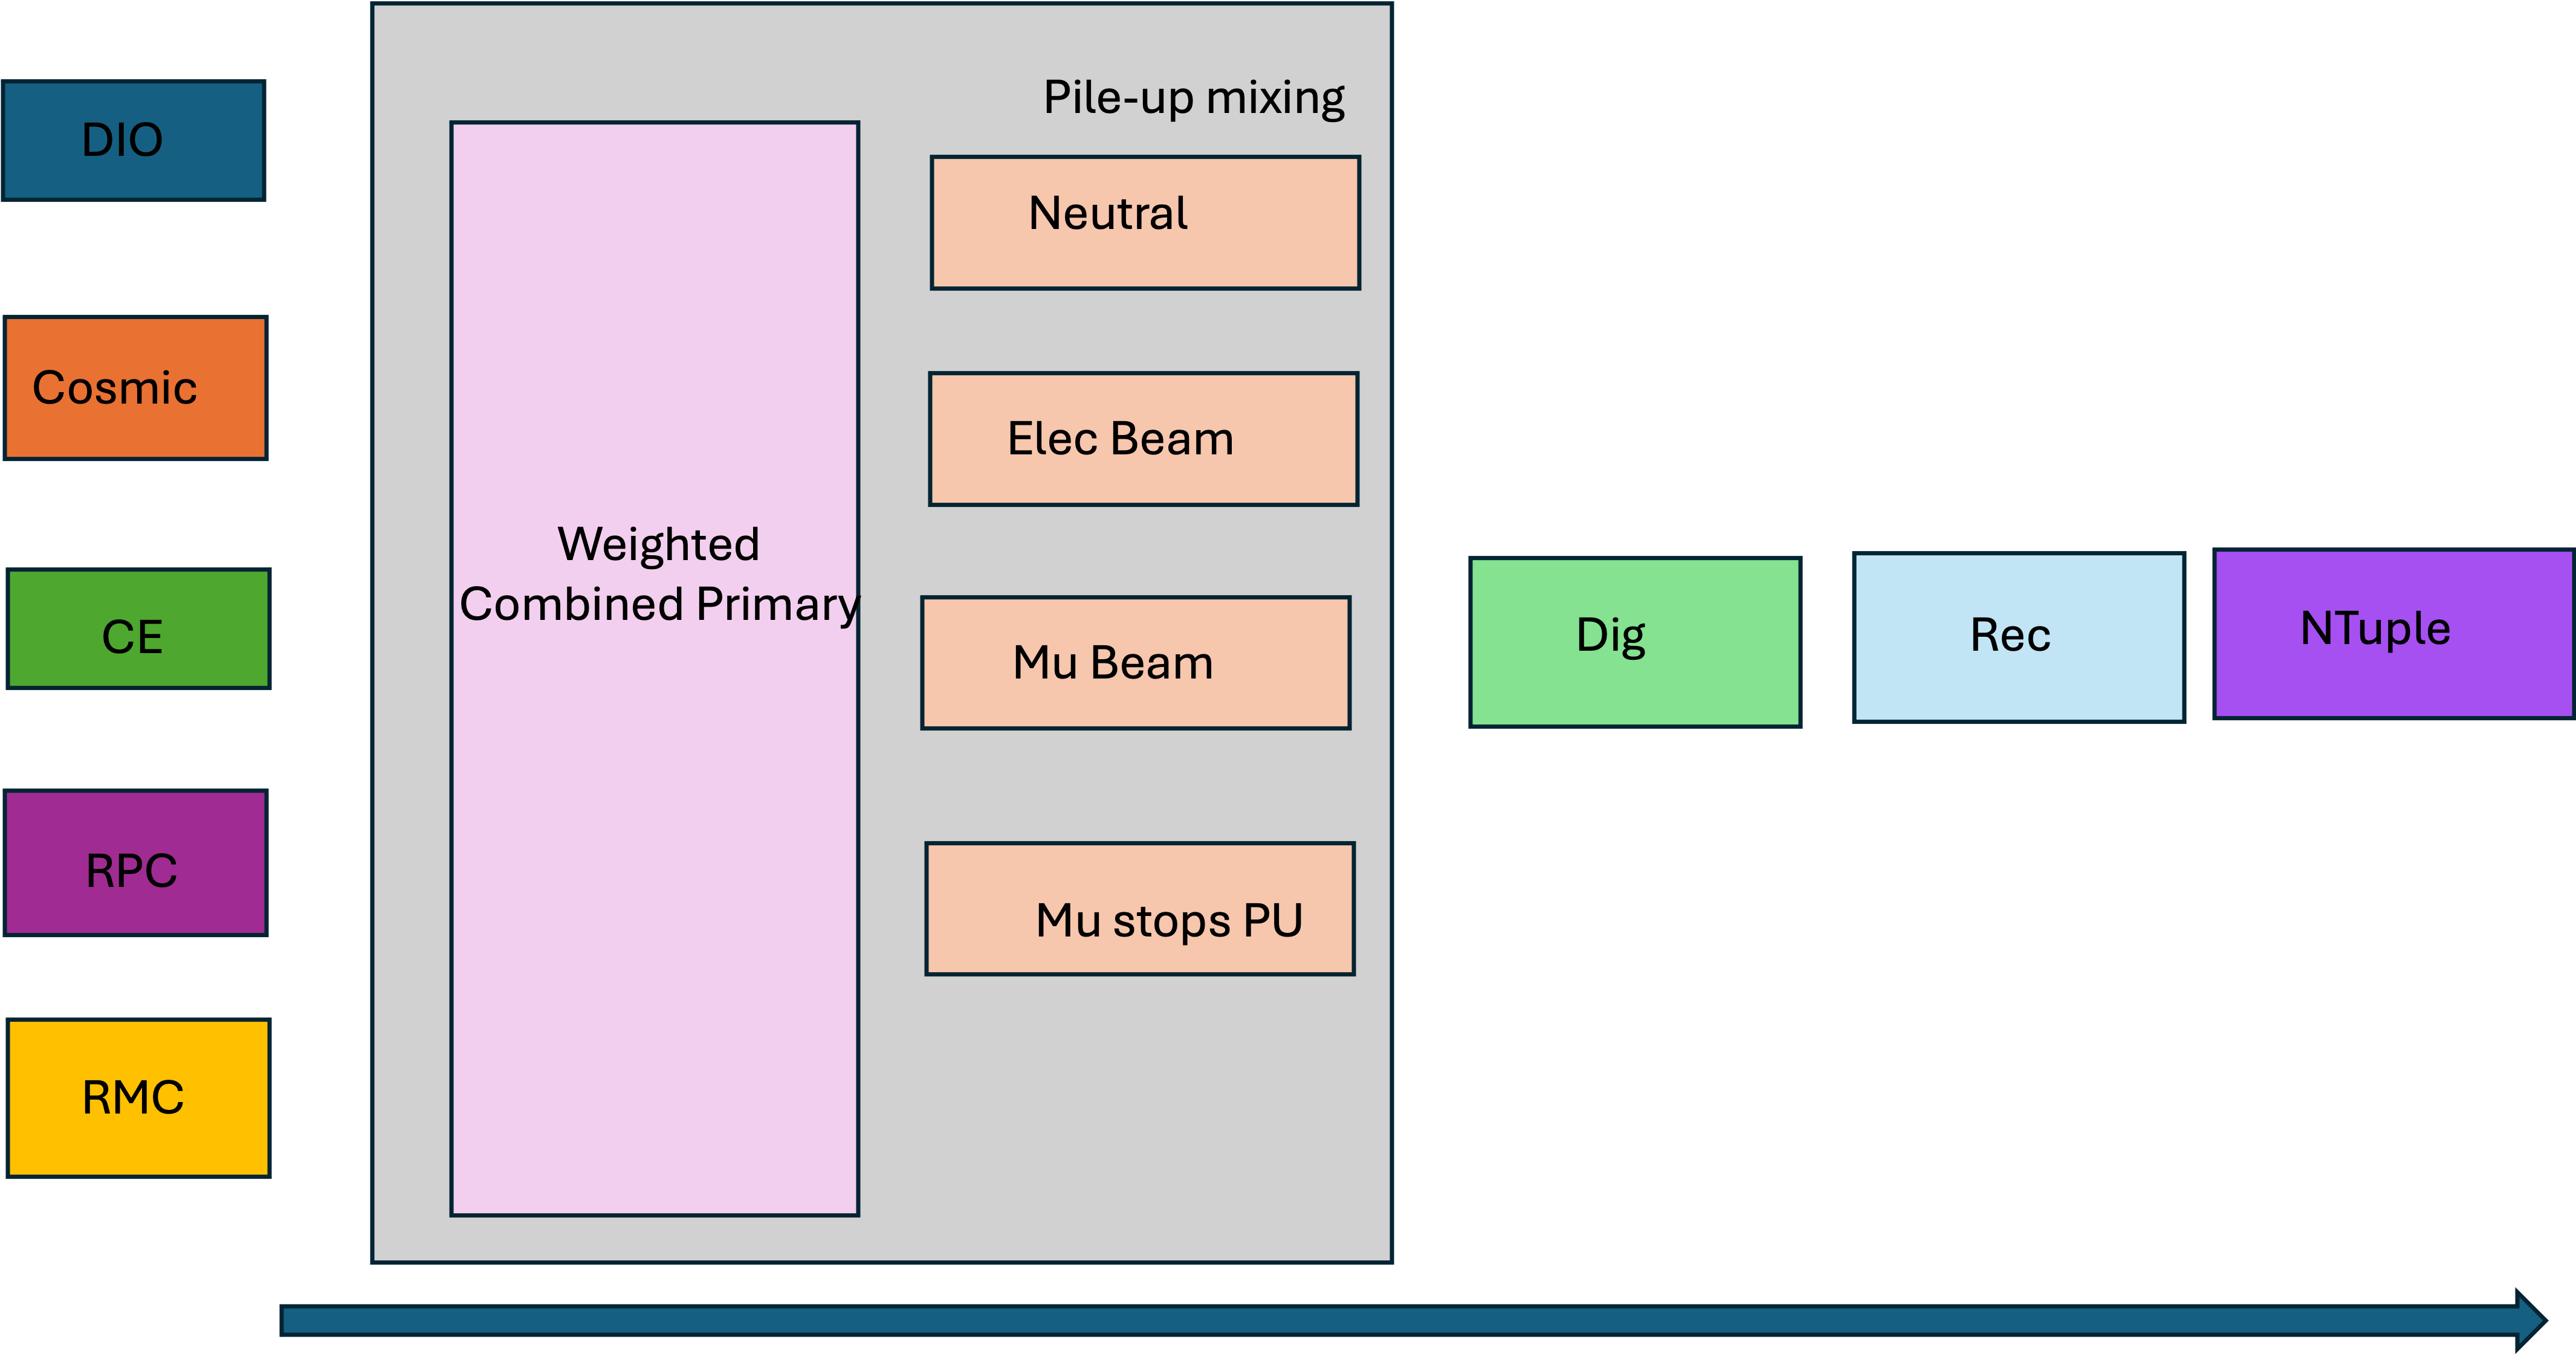 DIO
Cosmic
CE
RPC
RMC
Pile-up mixing
Weighted
Combined Primary
Neutral
Elec Beam
Mu Beam
Mu stops PU
Dig
Rec
NTuple